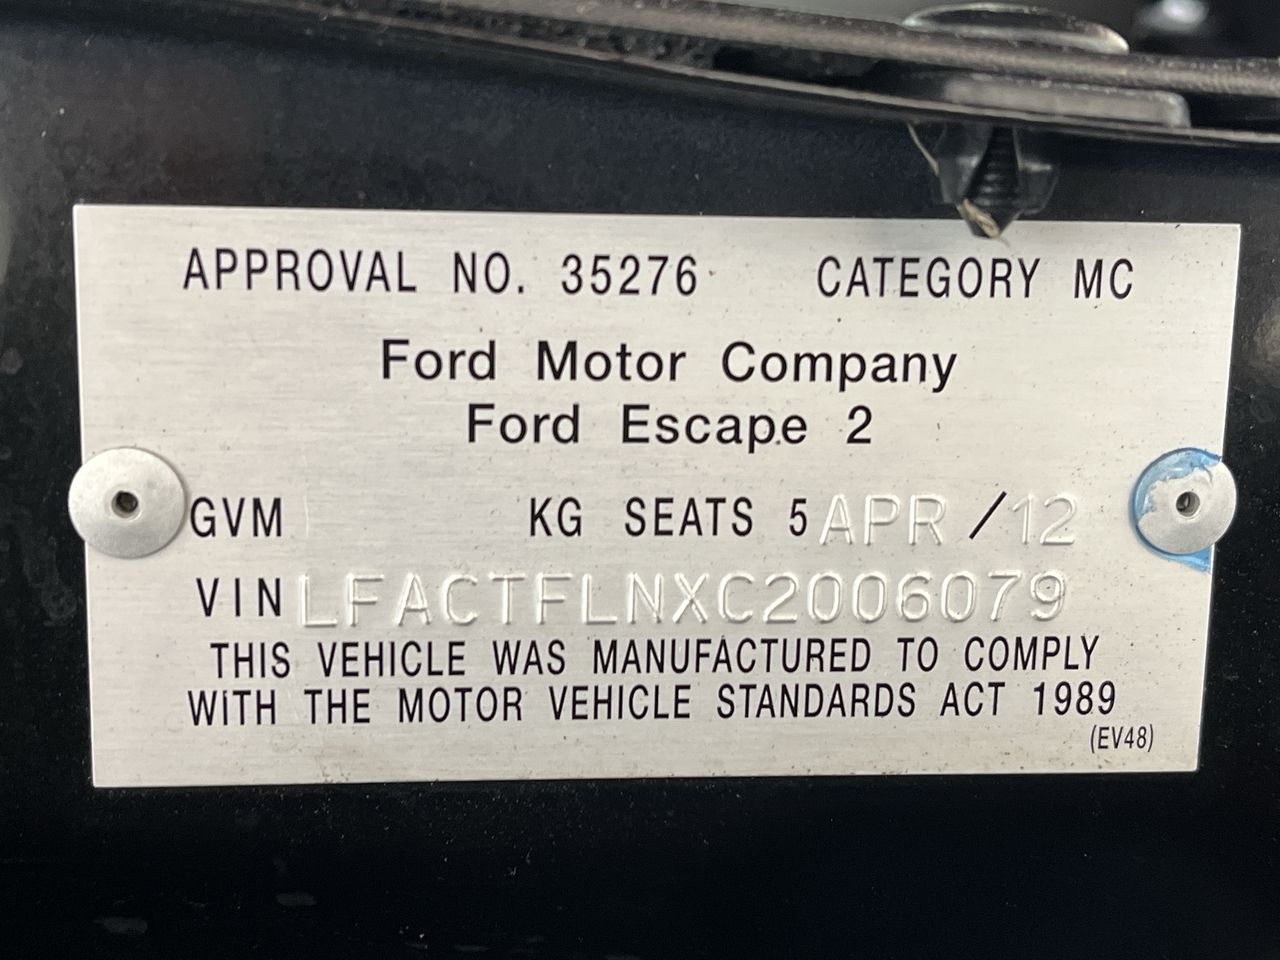 APPROVAL NO. 35276 CATEGORY MC
Ford Motor Company
Ford Escape 2
GVM KG SEATS 5 APR / 12
VIN LFACTFLNXC2006079
THIS VEHICLE WAS MANUFACTURED TO COMPLY
WITH THE MOTOR VEHICLE STANDARDS ACT 1989
(EV48)